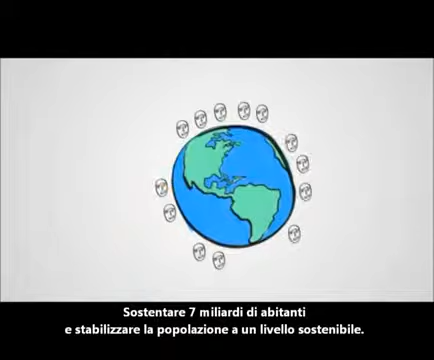 Sostentare 7 miliardi di abitanti
e stabilizzare la popolazione a un livello sostenibile.